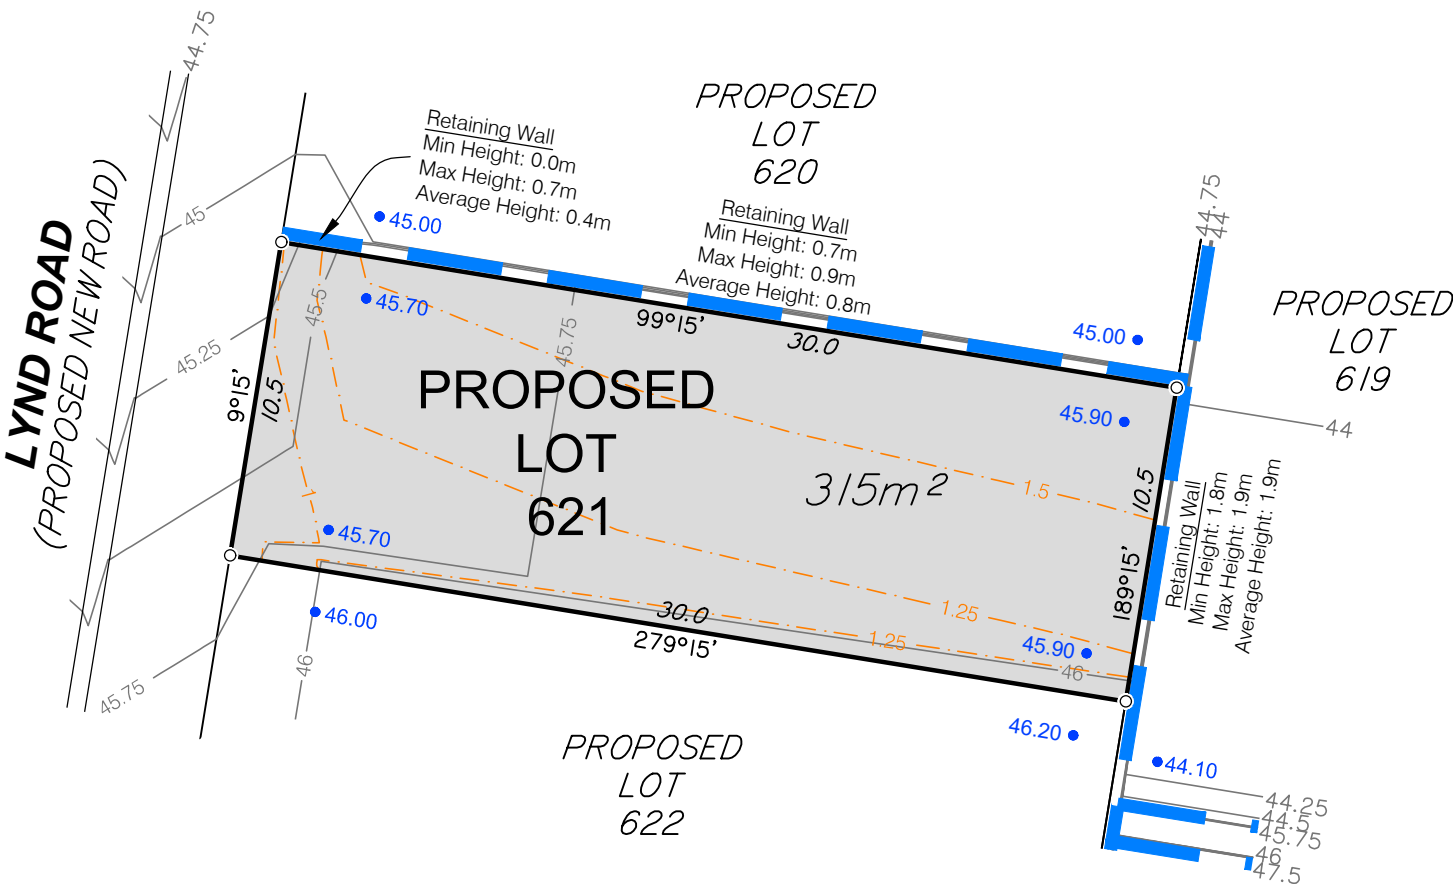 44.75
PROPOSED
LOT
620
Retaining Wall
Min Height: 0.0m
Max Height: 0.7m
Average Height: 0.4m
44.75
44
45
45.00
Retaining Wall
Min Height: 0.7m
Max Height: 0.9m
Average Height: 0.8m
LYND ROAD
(PROPOSED NEW ROAD)
45.5
45.70
99°15'
30.0
45.75
45.00
PROPOSED
LOT
619
45.25
9°15'
10.5
PROPOSED
LOT
621
315m²
45.90
44
1.5
10.5
Retaining Wall
Min Height: 1.8m
Max Height: 1.9m
Average Height: 1.9m
45.70
189°15'
46.00
30.0
279°15'
1.25
1.25
45.90
46
46
45.75
46.20
PROPOSED
LOT
622
44.10
44.25
44.5
45.75
46
47.5